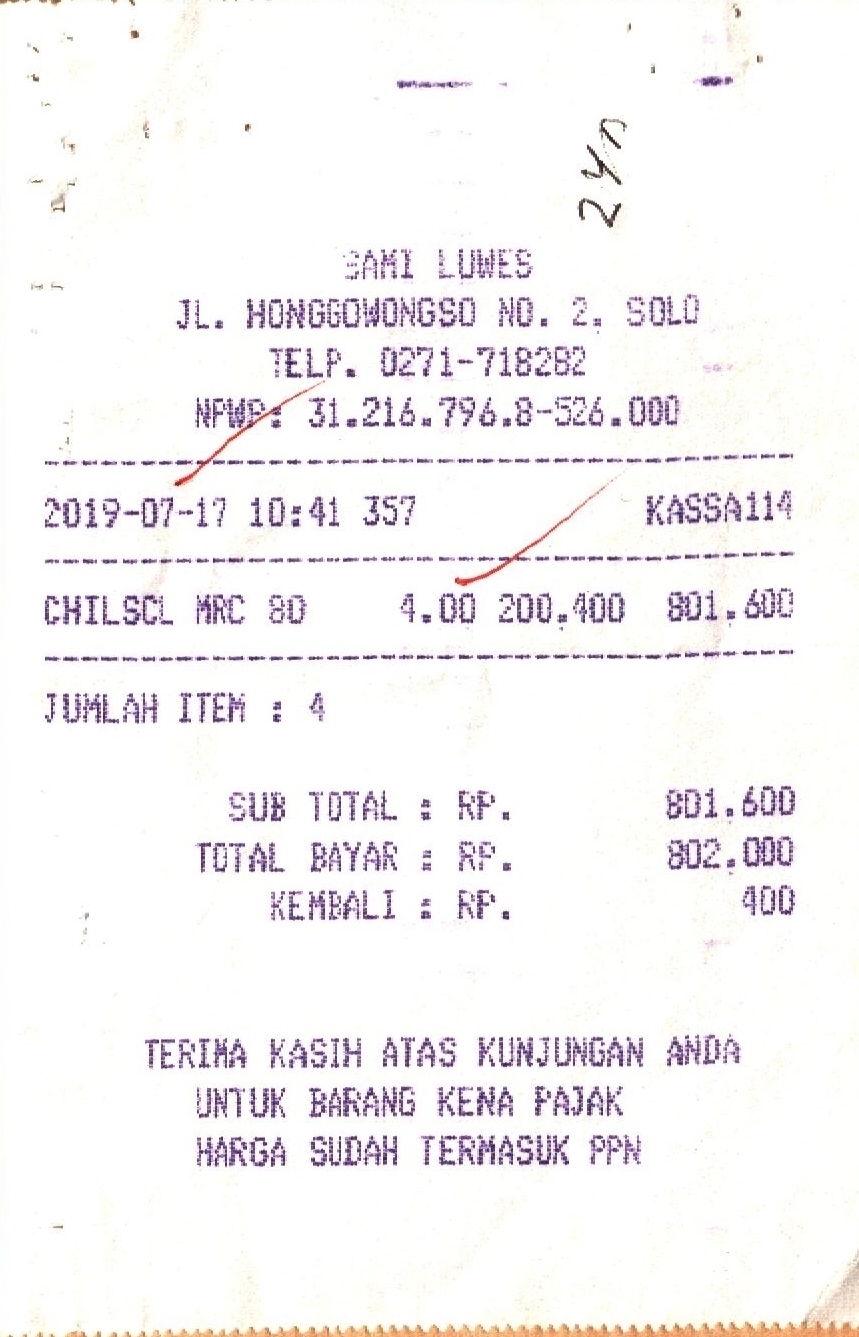 SAMI LUWES
JL. HONGGOWONGSO NO. 2, SOLO
TELP. 0271-718282
NPWP: 31.216.796.8-526.000
2019-07-17 10:41 357 KASSA114
CHILSCL MRC 80 4.00 200.400 801.600
JUMLAH ITEM : 4
SUB TOTAL : RP. 801.600
TOTAL BAYAR : RP. 802.000
KEMBALI : RP. 400
TERIMA KASIH ATAS KUNJUNGAN ANDA
UNTUK BARANG KENA PAJAK
HARGA SUDAH TERMASUK PPN